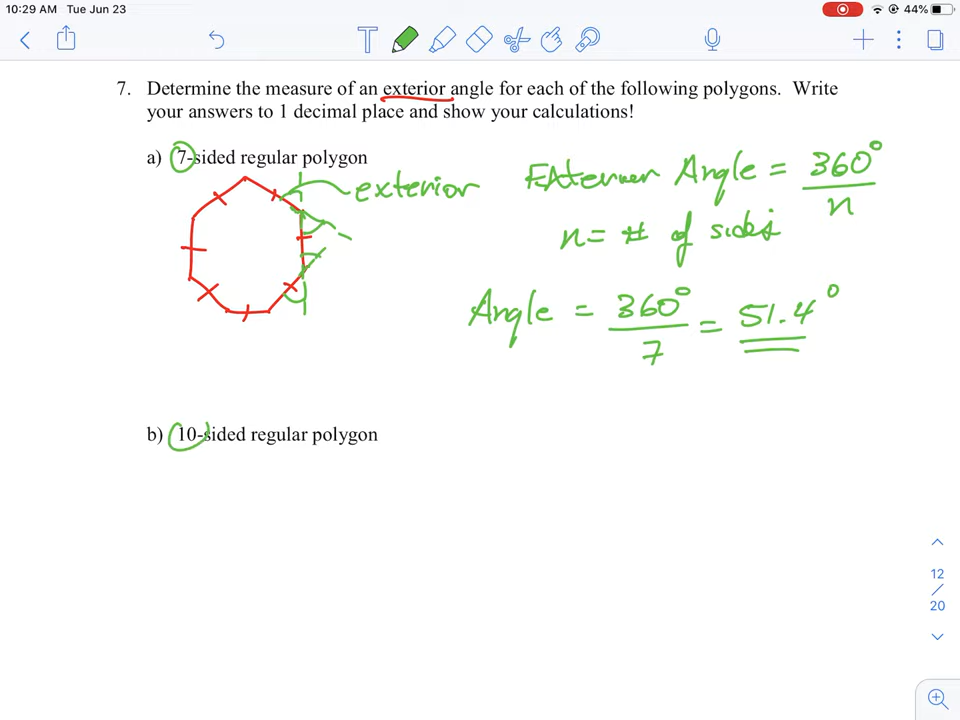 10:29 AM Tue Jun 23 44%
T
7. Determine the measure of an exterior angle for each of the following polygons. Write
your answers to 1 decimal place and show your calculations!
a) 7-sided regular polygon
exterior
Angle = 360° / n
n = # of sides
Angle = 360° / 7 = 51.4°
b) 10-sided regular polygon
12
/
20